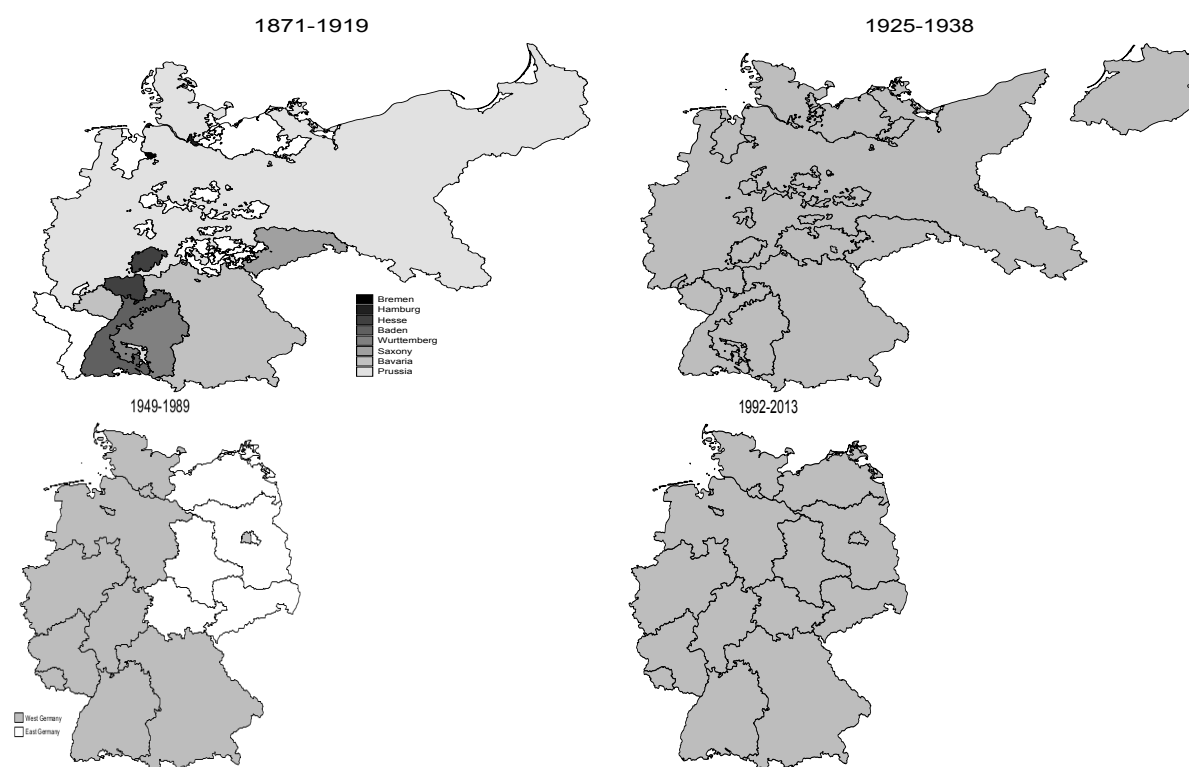 1871-1919
1925-1938
Bremen
Hamburg
Hesse
Baden
Wurttemberg
Saxony
Bavaria
Prussia
1949-1989
1992-2013
West Germany
East Germany